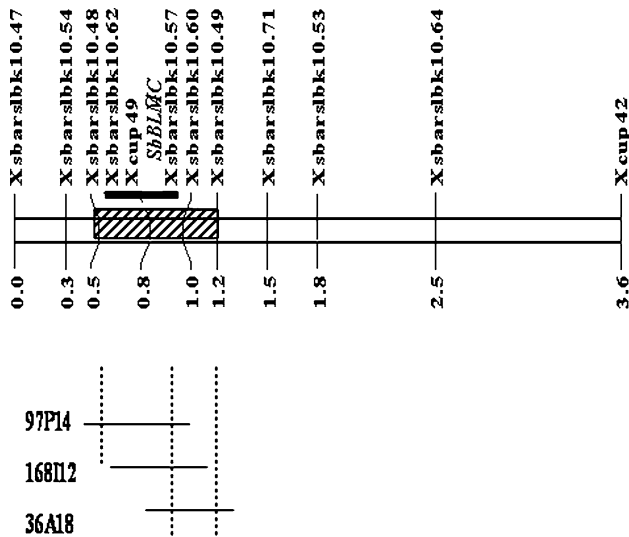 Xsbarslbk10.47
Xsbarslbk10.54
Xsbarslbk10.48
Xsbarslbk10.62
Xcup49
SbBLMC
Xsbarslbk10.57
Xsbarslbk10.60
Xsbarslbk10.49
Xsbarslbk10.71
Xsbarslbk10.53
Xsbarslbk10.64
Xcup42
0.0
0.3
0.5
0.8
1.0
1.2
1.5
1.8
2.5
3.6
97P14
168I12
36A18